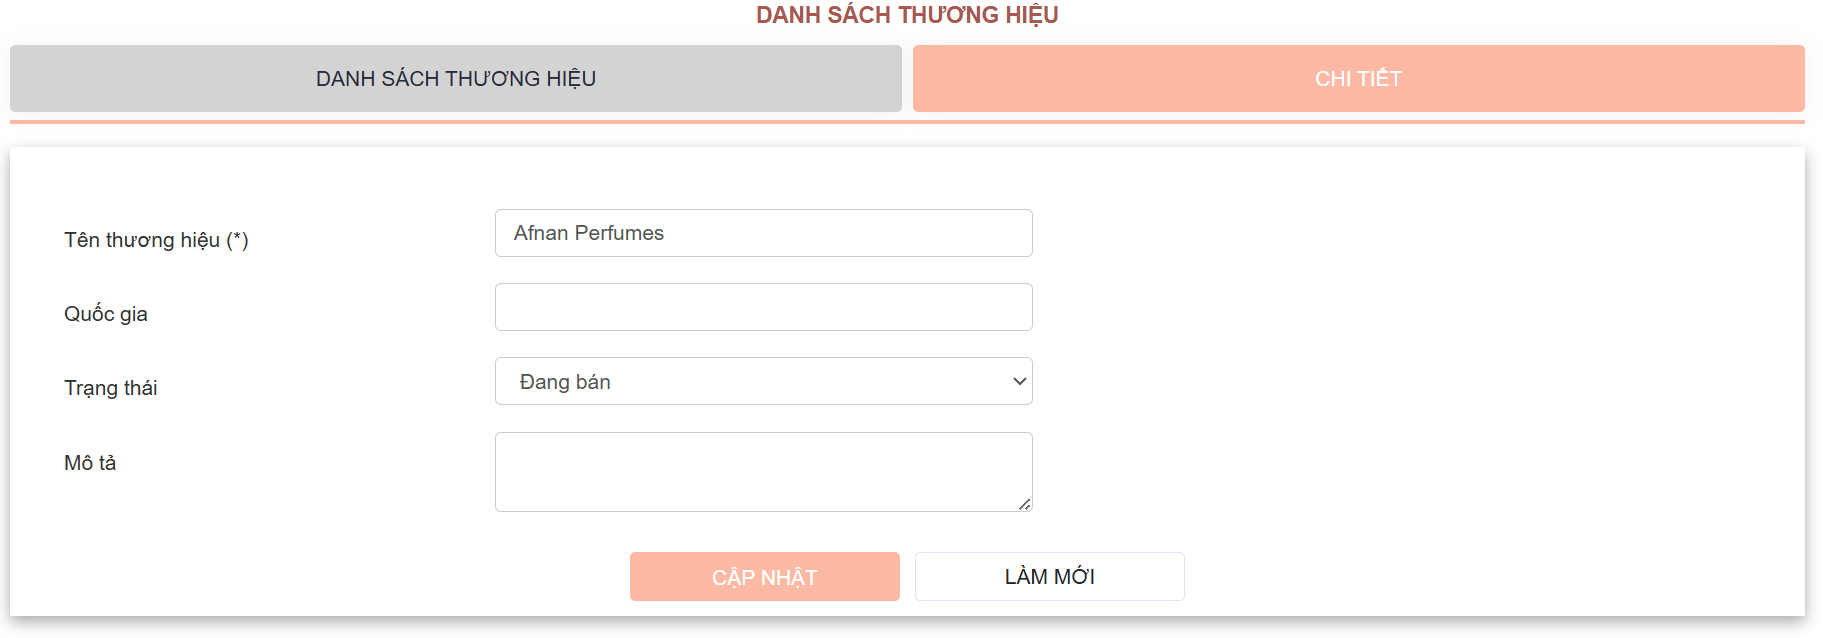 DANH SÁCH THƯƠNG HIỆU
DANH SÁCH THƯƠNG HIỆU
CHI TIẾT
Tên thương hiệu (*)
Afnan Perfumes
Quốc gia
Trạng thái
Đang bán
Mô tả
CẬP NHẬT
LÀM MỚI